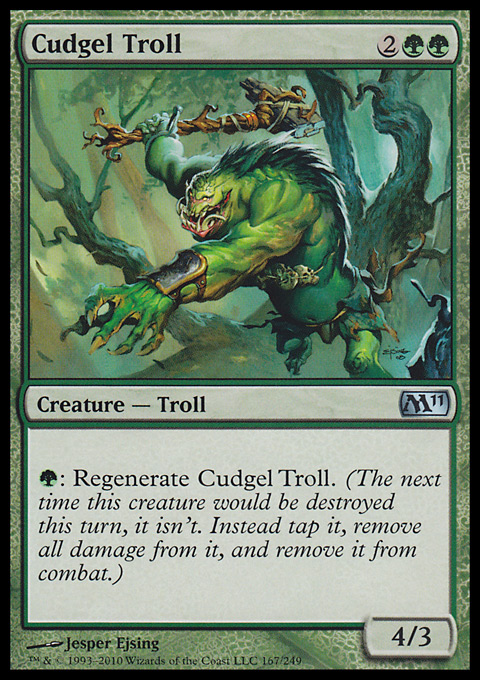 Cudgel Troll 2
Creature — Troll M11
: Regenerate Cudgel Troll. (The next
time this creature would be destroyed
this turn, it isn't. Instead tap it, remove
all damage from it, and remove it from
combat.)
4/3
Jesper Ejsing
™ & © 1993–2010 Wizards of the Coast LLC 167/249